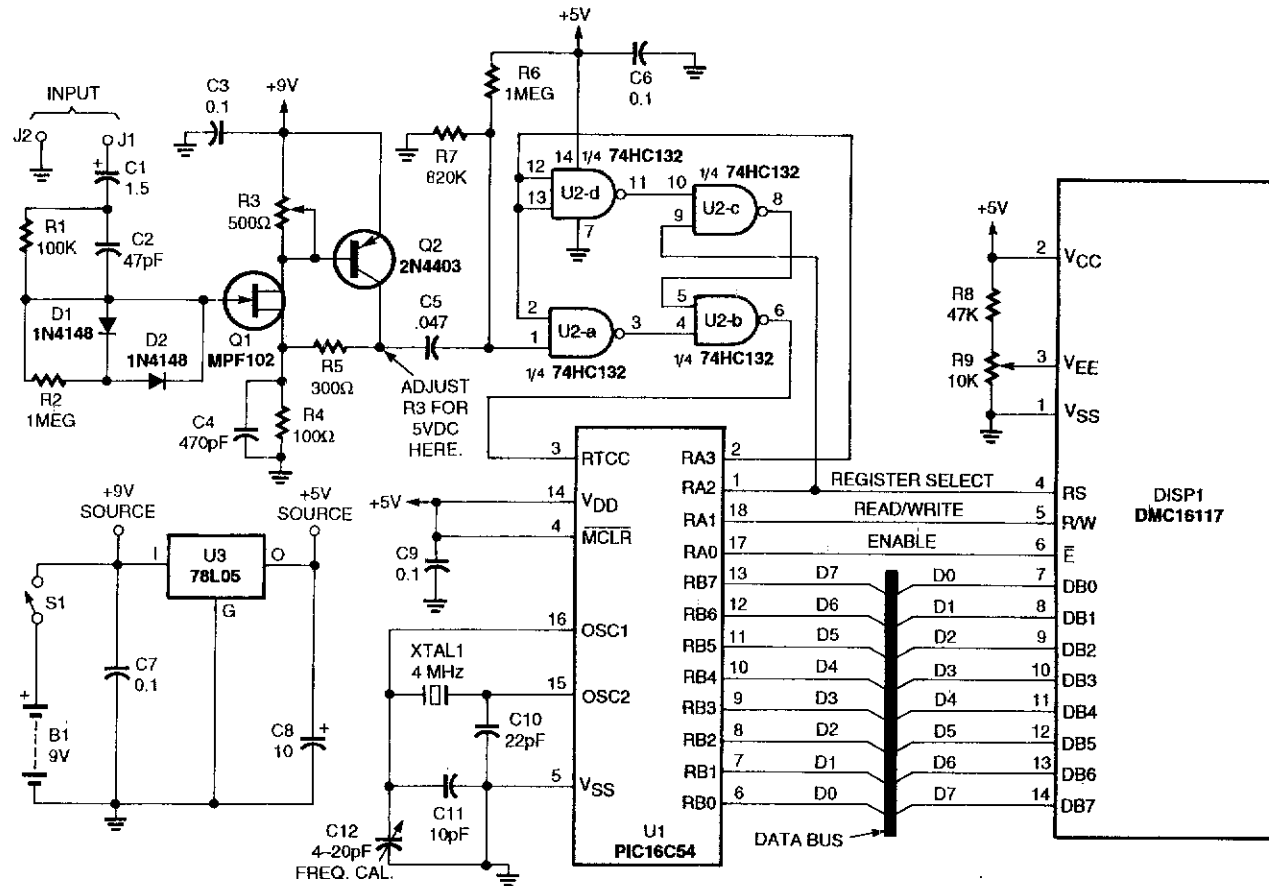 INPUT
J2
J1
+
C1
1.5
R1
100K
C2
47pF
D1
1N4148
D2
1N4148
R2
1MEG
C3
0.1
+9V
R3
500Ω
Q1
MPF102
Q2
2N4403
R5
300Ω
C4
470pF
R4
100Ω
C5
.047
ADJUST
R3 FOR
5VDC
HERE.
+5V
R6
1MEG
C6
0.1
R7
820K
12
13
14
1/4 74HC132
U2-d
11
7
10
9
1/4 74HC132
U2-c
8
2
1
U2-a
3
1/4 74HC132
5
4
U2-b
6
1/4 74HC132
+9V
SOURCE
+5V
SOURCE
I
U3
78L05
O
G
S1
C7
0.1
+
B1
9V
C8
10
+
3
RTCC
+5V
14
VDD
4
MCLR
C9
0.1
16
OSC1
XTAL1
4 MHz
15
OSC2
C10
22pF
5
VSS
C11
10pF
C12
4–20pF
FREQ. CAL.
U1
PIC16C54
RA3
2
RA2
1
REGISTER SELECT
4
RS
RA1
18
READ/WRITE
5
R/W
RA0
17
ENABLE
6
E
RB7
13
D7
D0
7
DB0
RB6
12
D6
D1
8
DB1
RB5
11
D5
D2
9
DB2
RB4
10
D4
D3
10
DB3
RB3
9
D3
D4
11
DB4
RB2
8
D2
D5
12
DB5
RB1
7
D1
D6
13
DB6
RB0
6
D0
D7
14
DB7
DATA BUS
+5V
2
VCC
R8
47K
R9
10K
3
VEE
1
VSS
DISP1
DMC16117